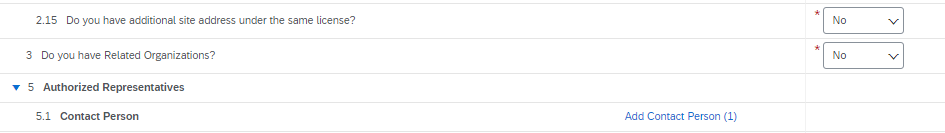 2.15 Do you have additional site address under the same license? * No
3 Do you have Related Organizations? * No
5 Authorized Representatives
5.1 Contact Person Add Contact Person (1)